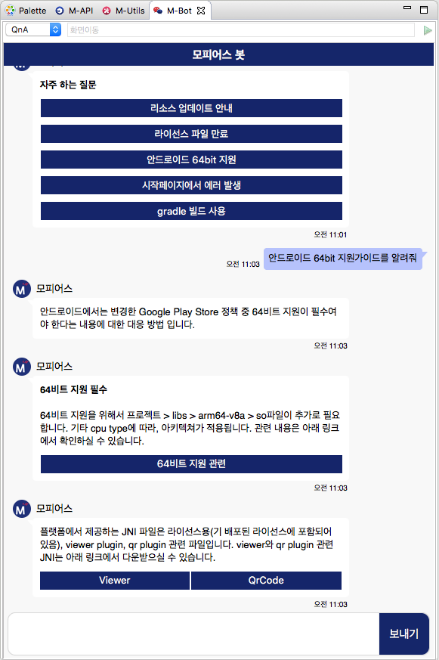 Palette M-API M-Utils M-Bot
QnA 화면이동
모피어스 봇
자주 하는 질문
리소스 업데이트 안내
라이선스 파일 만료
안드로이드 64bit 지원
시작페이지에서 에러 발생
gradle 빌드 사용
오전 11:01
오전 11:03 안드로이드 64bit 지원가이드를 알려줘
M 모피어스
안드로이드에서는 변경한 Google Play Store 정책 중 64비트 지원이 필수여
야 한다는 내용에 대한 대응 방법 입니다.
오전 11:03
M 모피어스
64비트 지원 필수
64비트 지원을 위해서 프로젝트 > libs > arm64-v8a > so파일이 추가로 필요
합니다. 기타 cpu type에 따라, 아키텍쳐가 적용됩니다. 관련 내용은 아래 링크
에서 확인하실 수 있습니다.
64비트 지원 관련
오전 11:03
M 모피어스
플랫폼에서 제공하는 JNI 파일은 라이선스용(기 배포된 라이선스에 포함되어
있음), viewer plugin, qr plugin 관련 파일입니다. viewer와 qr plugin 관련
JNI는 아래 링크에서 다운받으실 수 있습니다.
Viewer QrCode
오전 11:03
보내기